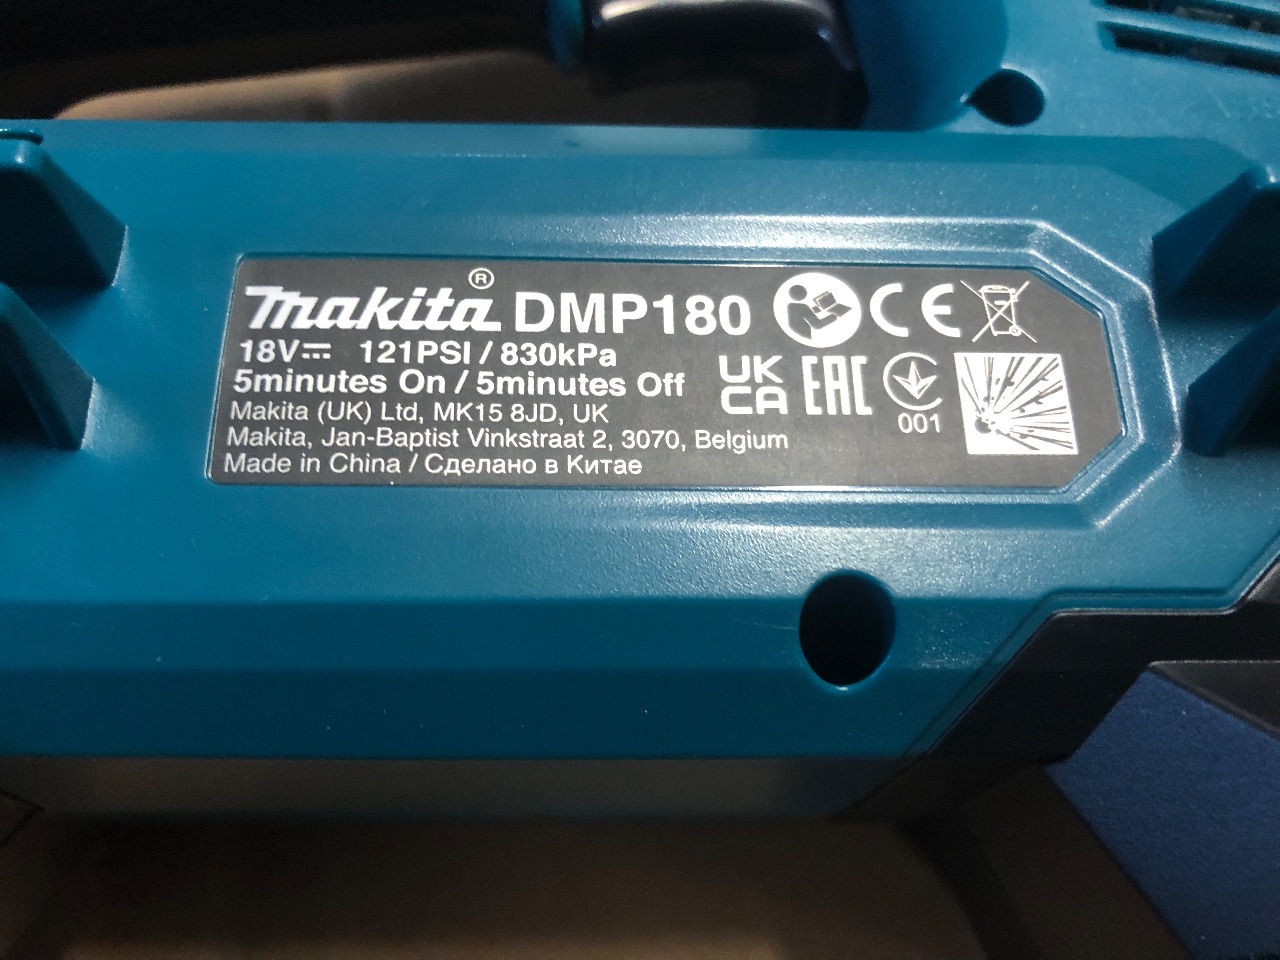 makita® DMP180
18V 121PSI / 830kPa
5minutes On / 5minutes Off
Makita (UK) Ltd, MK15 8JD, UK
Makita, Jan-Baptist Vinkstraat 2, 3070, Belgium
Made in China / Сделано в Китае
CE
UK
CA
EAC
001